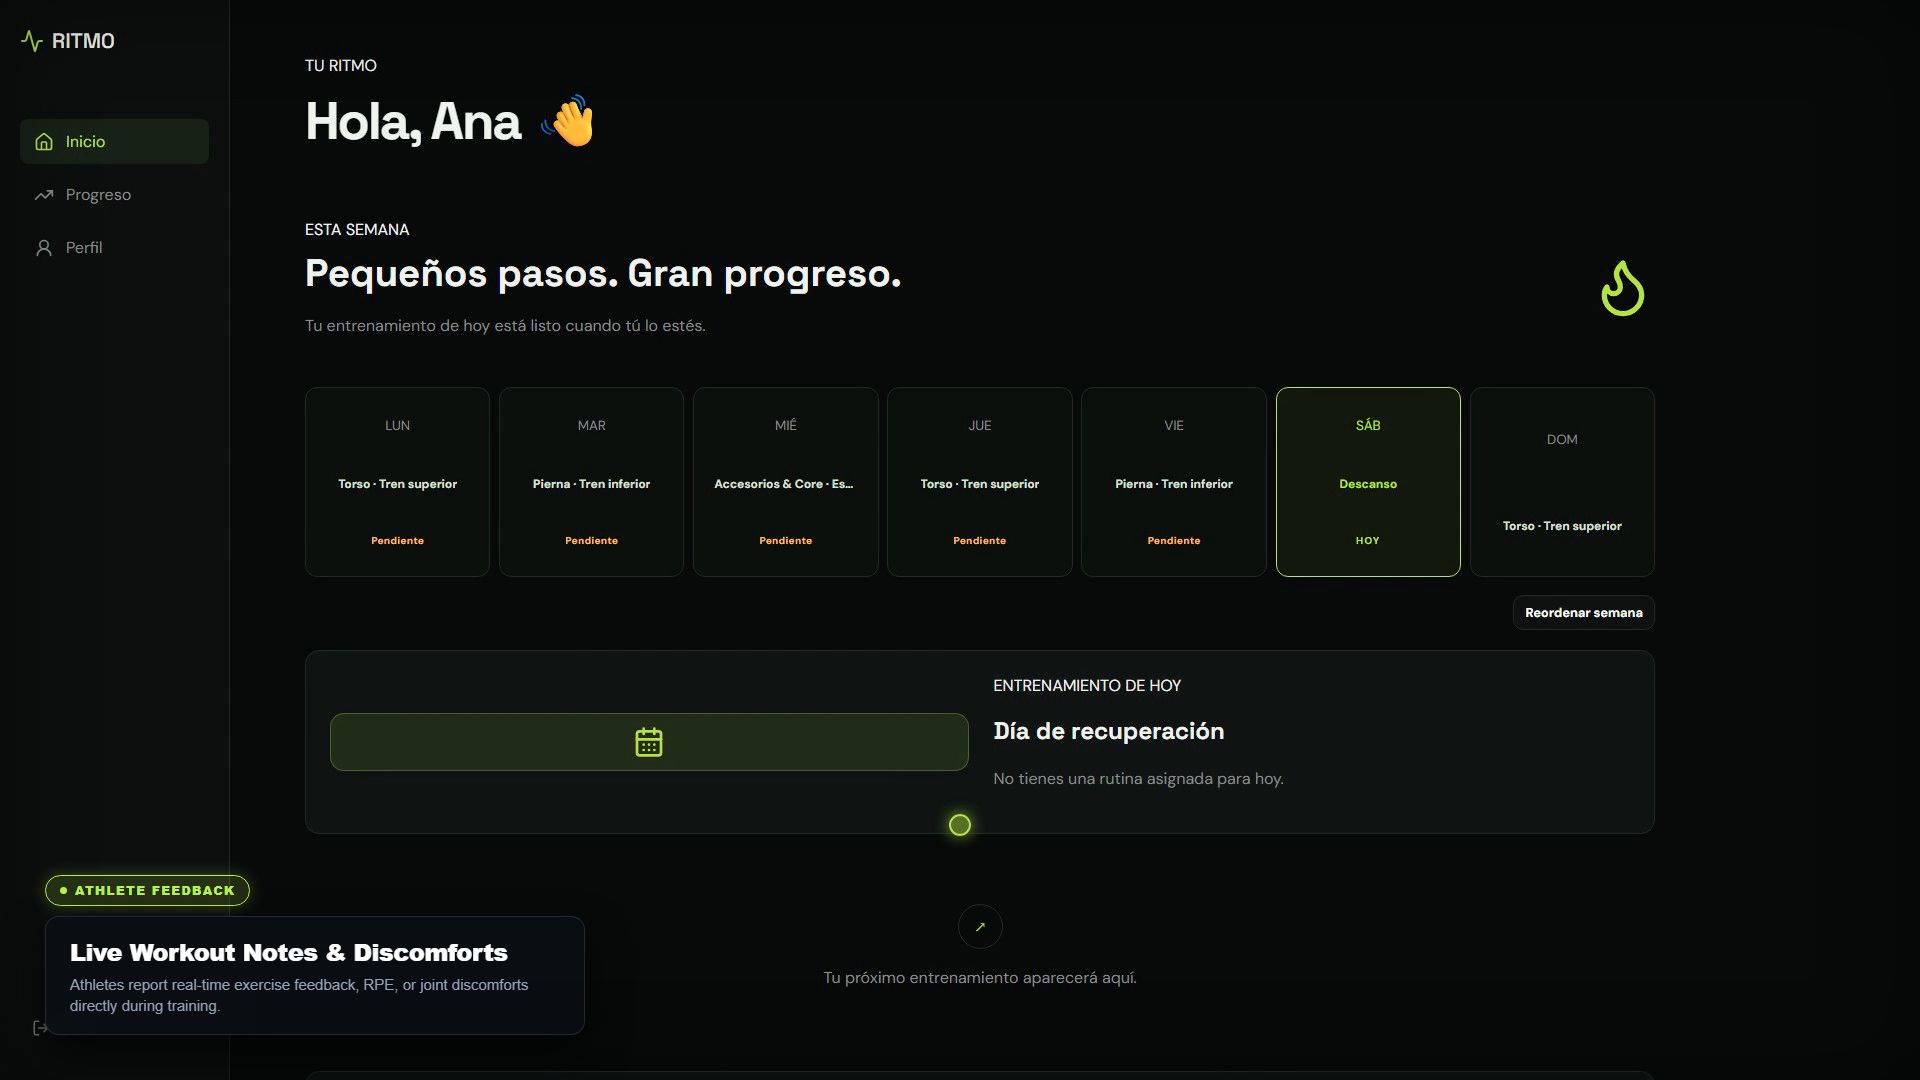 RITMO
Inicio
Progreso
Perfil
TU RITMO
Hola, Ana 👋
ESTA SEMANA
Pequeños pasos. Gran progreso.
Tu entrenamiento de hoy está listo cuando tú lo estés.
LUN
Torso · Tren superior
Pendiente
MAR
Pierna · Tren inferior
Pendiente
MIÉ
Accesorios & Core · Es...
Pendiente
JUE
Torso · Tren superior
Pendiente
VIE
Pierna · Tren inferior
Pendiente
SÁB
Descanso
HOY
DOM
Torso · Tren superior
Reordenar semana
ENTRENAMIENTO DE HOY
Día de recuperación
No tienes una rutina asignada para hoy.
Tu próximo entrenamiento aparecerá aquí.
ATHLETE FEEDBACK
Live Workout Notes & Discomforts
Athletes report real-time exercise feedback, RPE, or joint discomforts
directly during training.